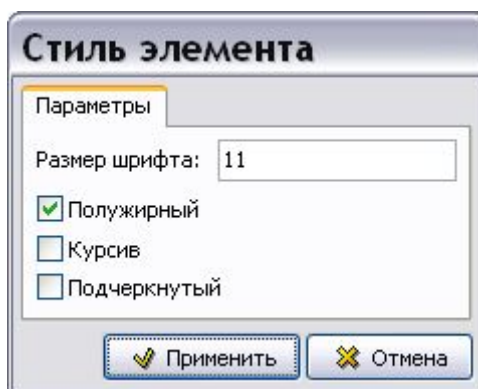 Стиль элемента
Параметры
Размер шрифта: 11
Полужирный
Курсив
Подчеркнутый
Применить Отмена